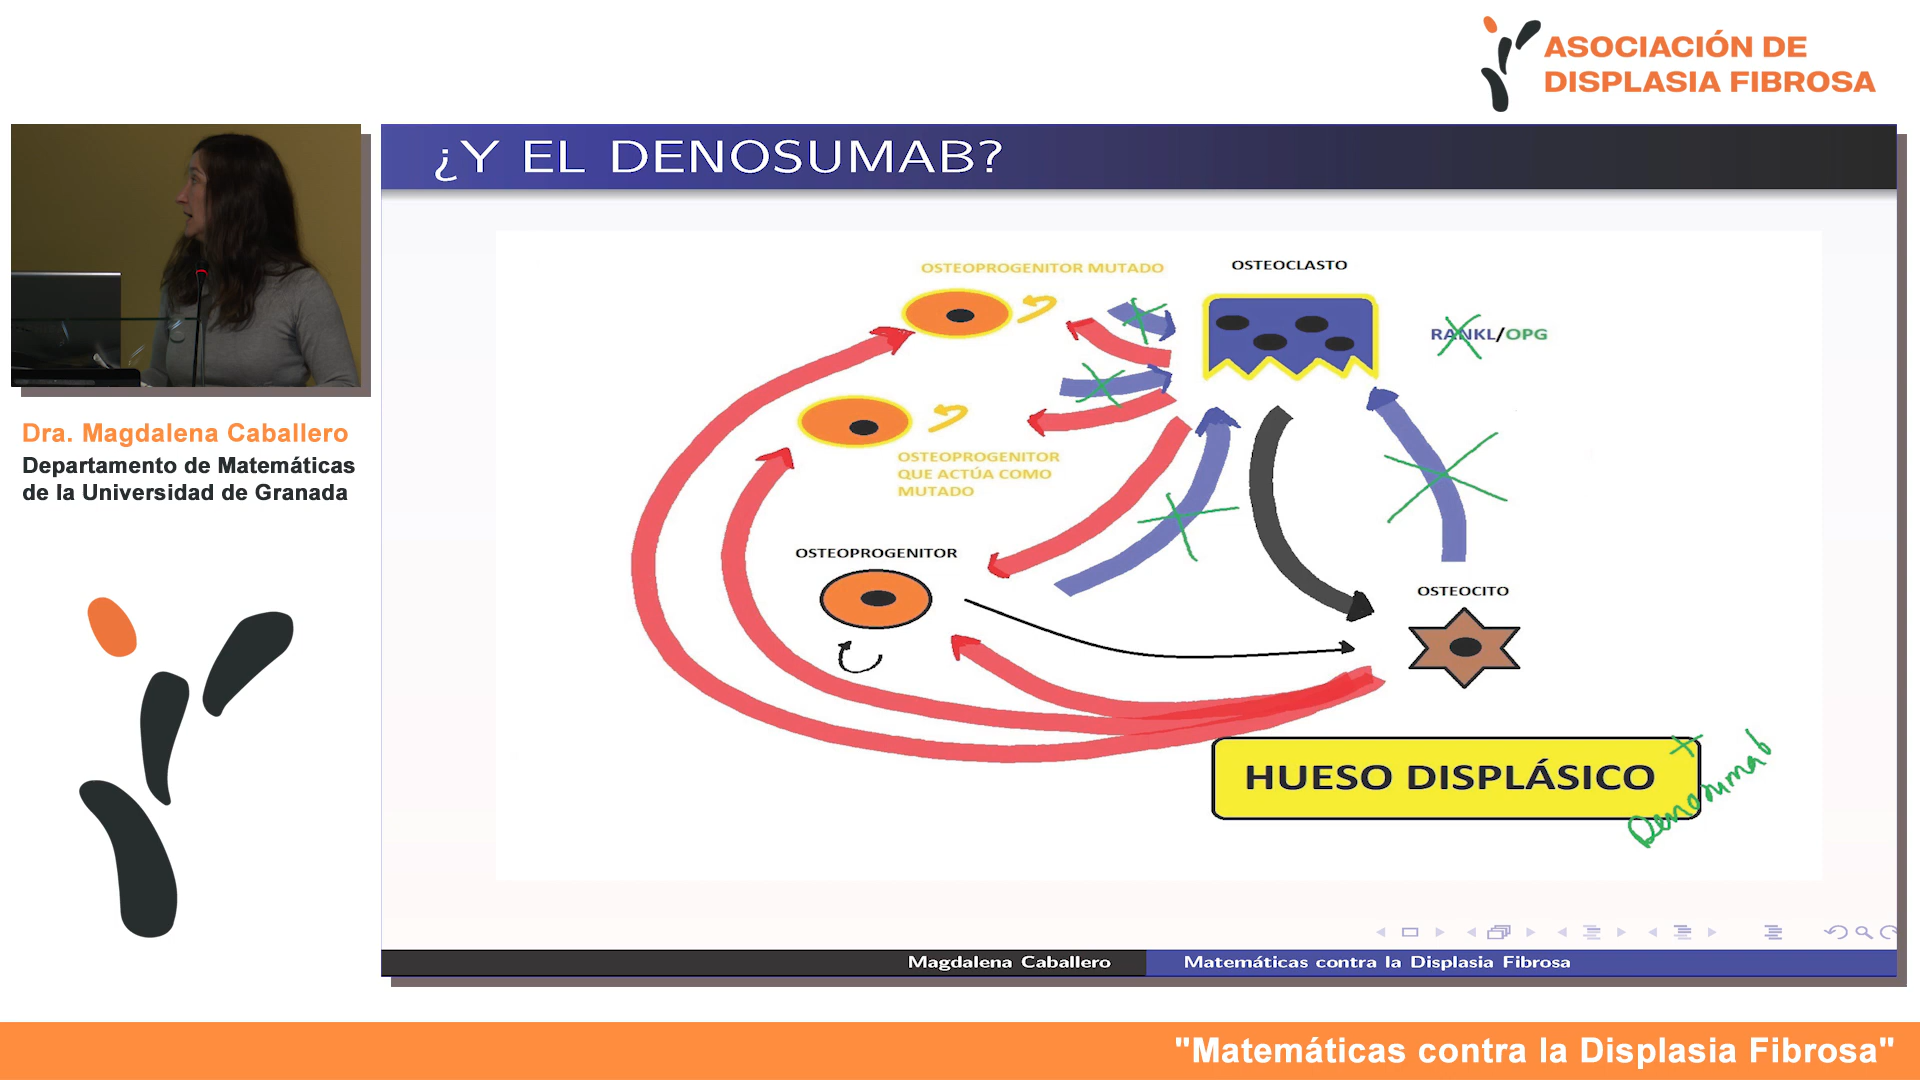 ASOCIACIÓN DE
DISPLASIA FIBROSA
¿Y EL DENOSUMAB?
OSTEOPROGENITOR MUTADO
OSTEOCLASTO
RANKL/OPG
OSTEOPROGENITOR
QUE ACTÚA COMO
MUTADO
OSTEOPROGENITOR
OSTEOCITO
HUESO DISPLÁSICO
+
Denosumab
Dra. Magdalena Caballero
Departamento de Matemáticas
de la Universidad de Granada
Magdalena Caballero
Matemáticas contra la Displasia Fibrosa
"Matemáticas contra la Displasia Fibrosa"